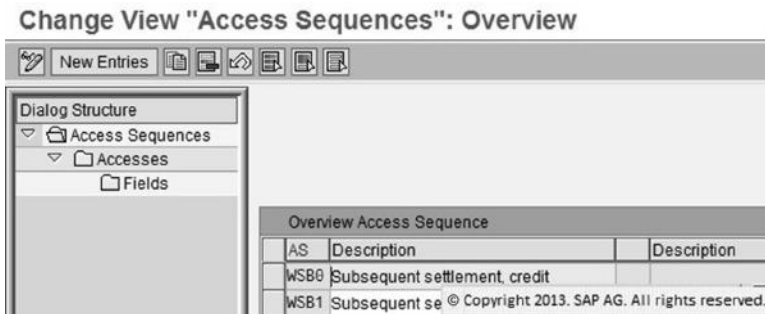 Change View "Access Sequences": Overview
New Entries
Dialog Structure
Access Sequences
Accesses
Fields
Overview Access Sequence
AS Description Description
WSB0 Subsequent settlement, credit
WSB1 Subsequent se
© Copyright 2013. SAP AG. All rights reserved.